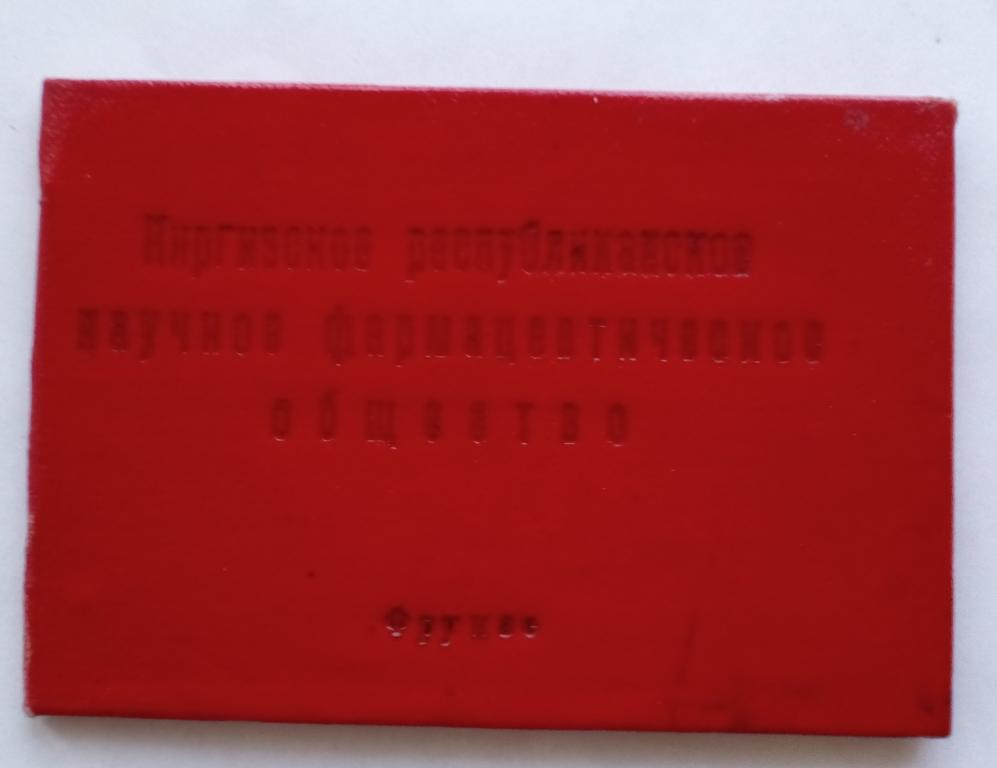 Киргизское республиканское
научное фармацевтическое
общество
Фрунзе